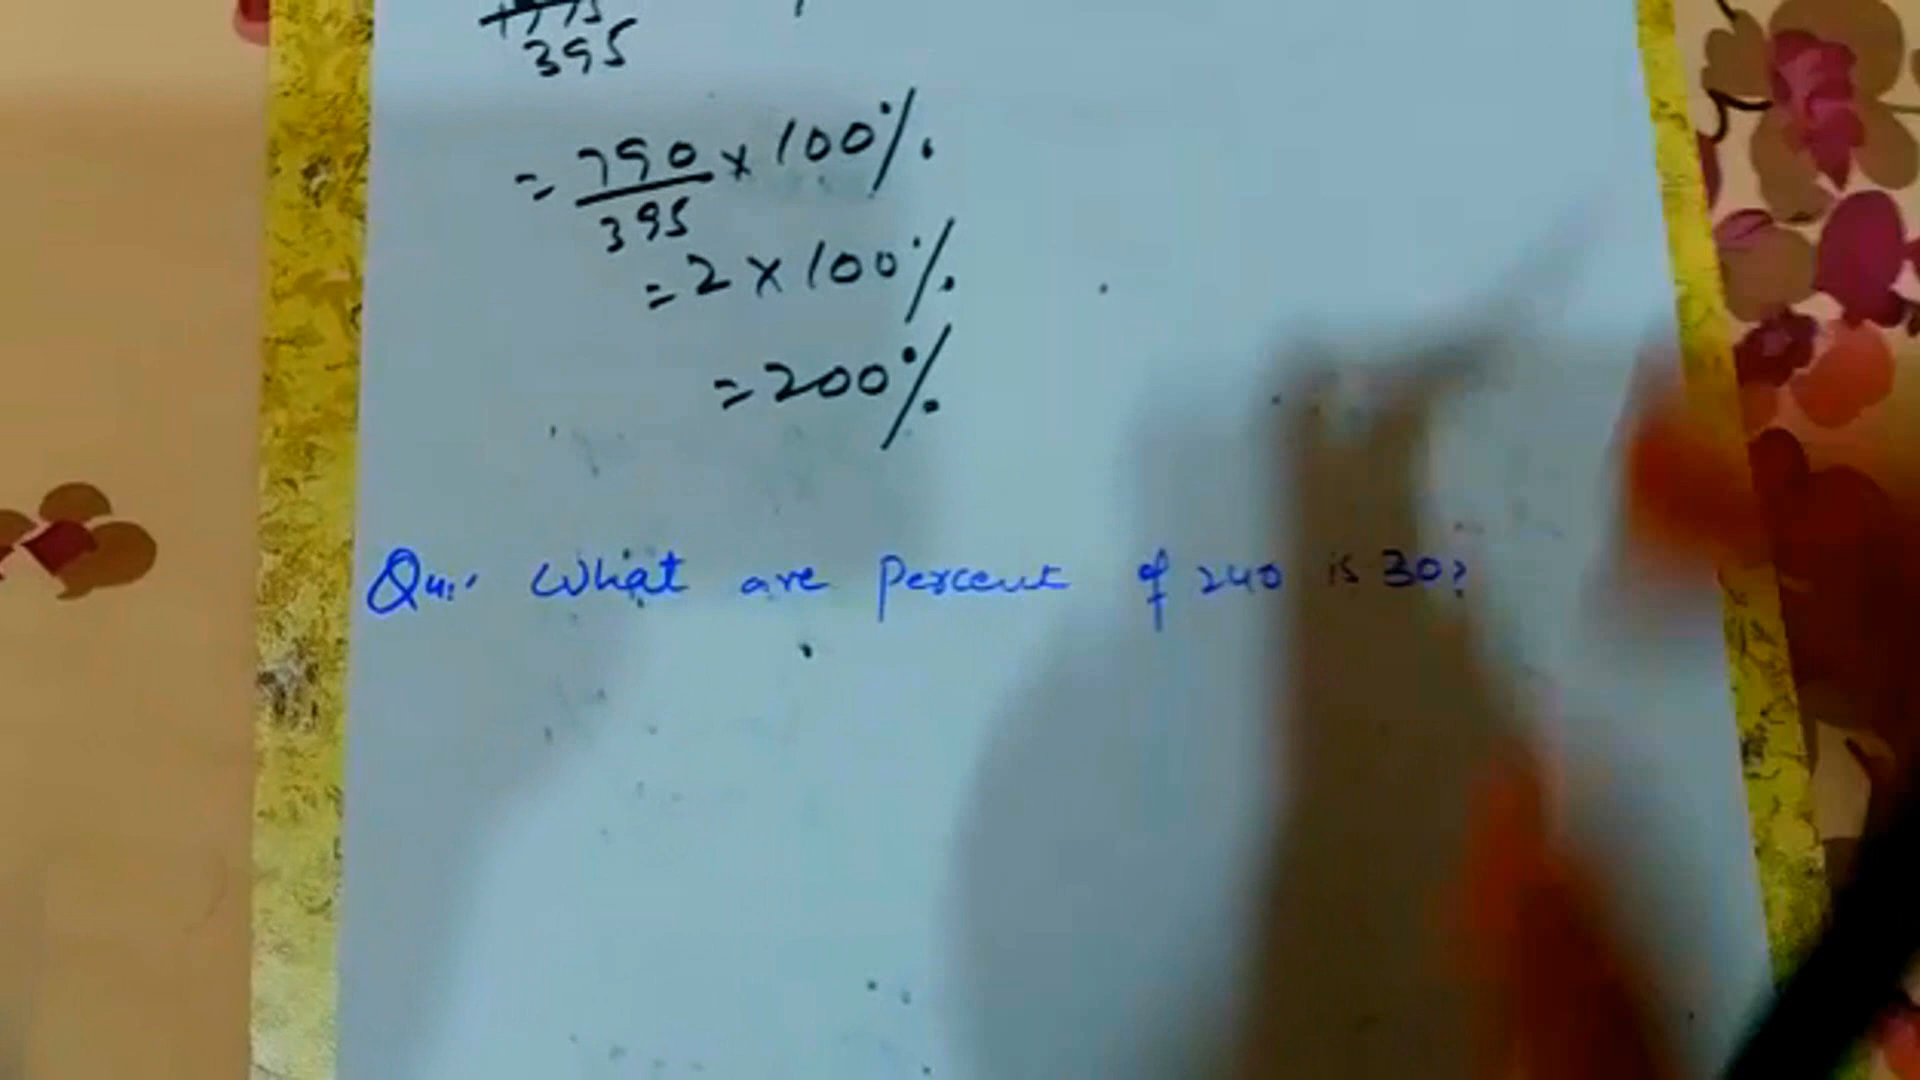 395
= 790/395 × 100%
= 2 × 100%
= 200%
Qu:- What are Percent of 240 is 30?